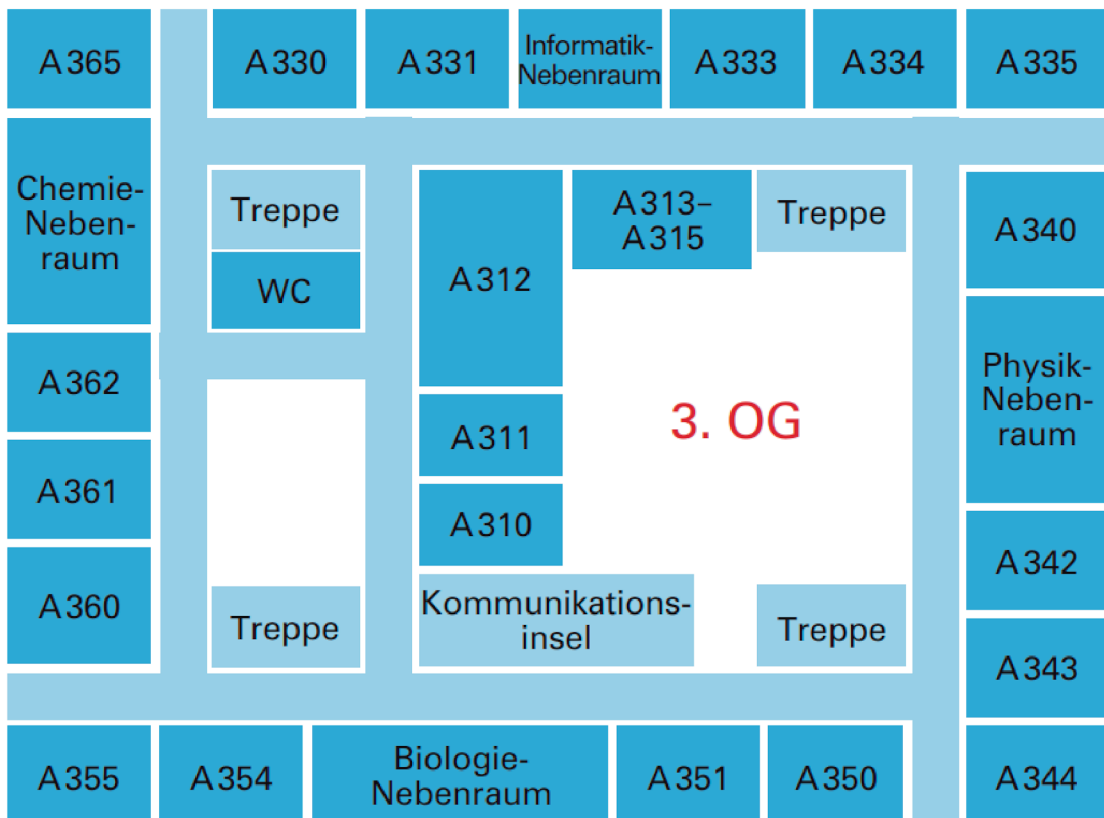 A365
A330
A331
Informatik-
Nebenraum
A333
A334
A335
Chemie-
Neben-
raum
Treppe
WC
A312
A313–
A315
Treppe
A340
A362
A311
3. OG
Physik-
Neben-
raum
A361
A310
A342
A360
Treppe
Kommunikations-
insel
Treppe
A343
A355
A354
Biologie-
Nebenraum
A351
A350
A344